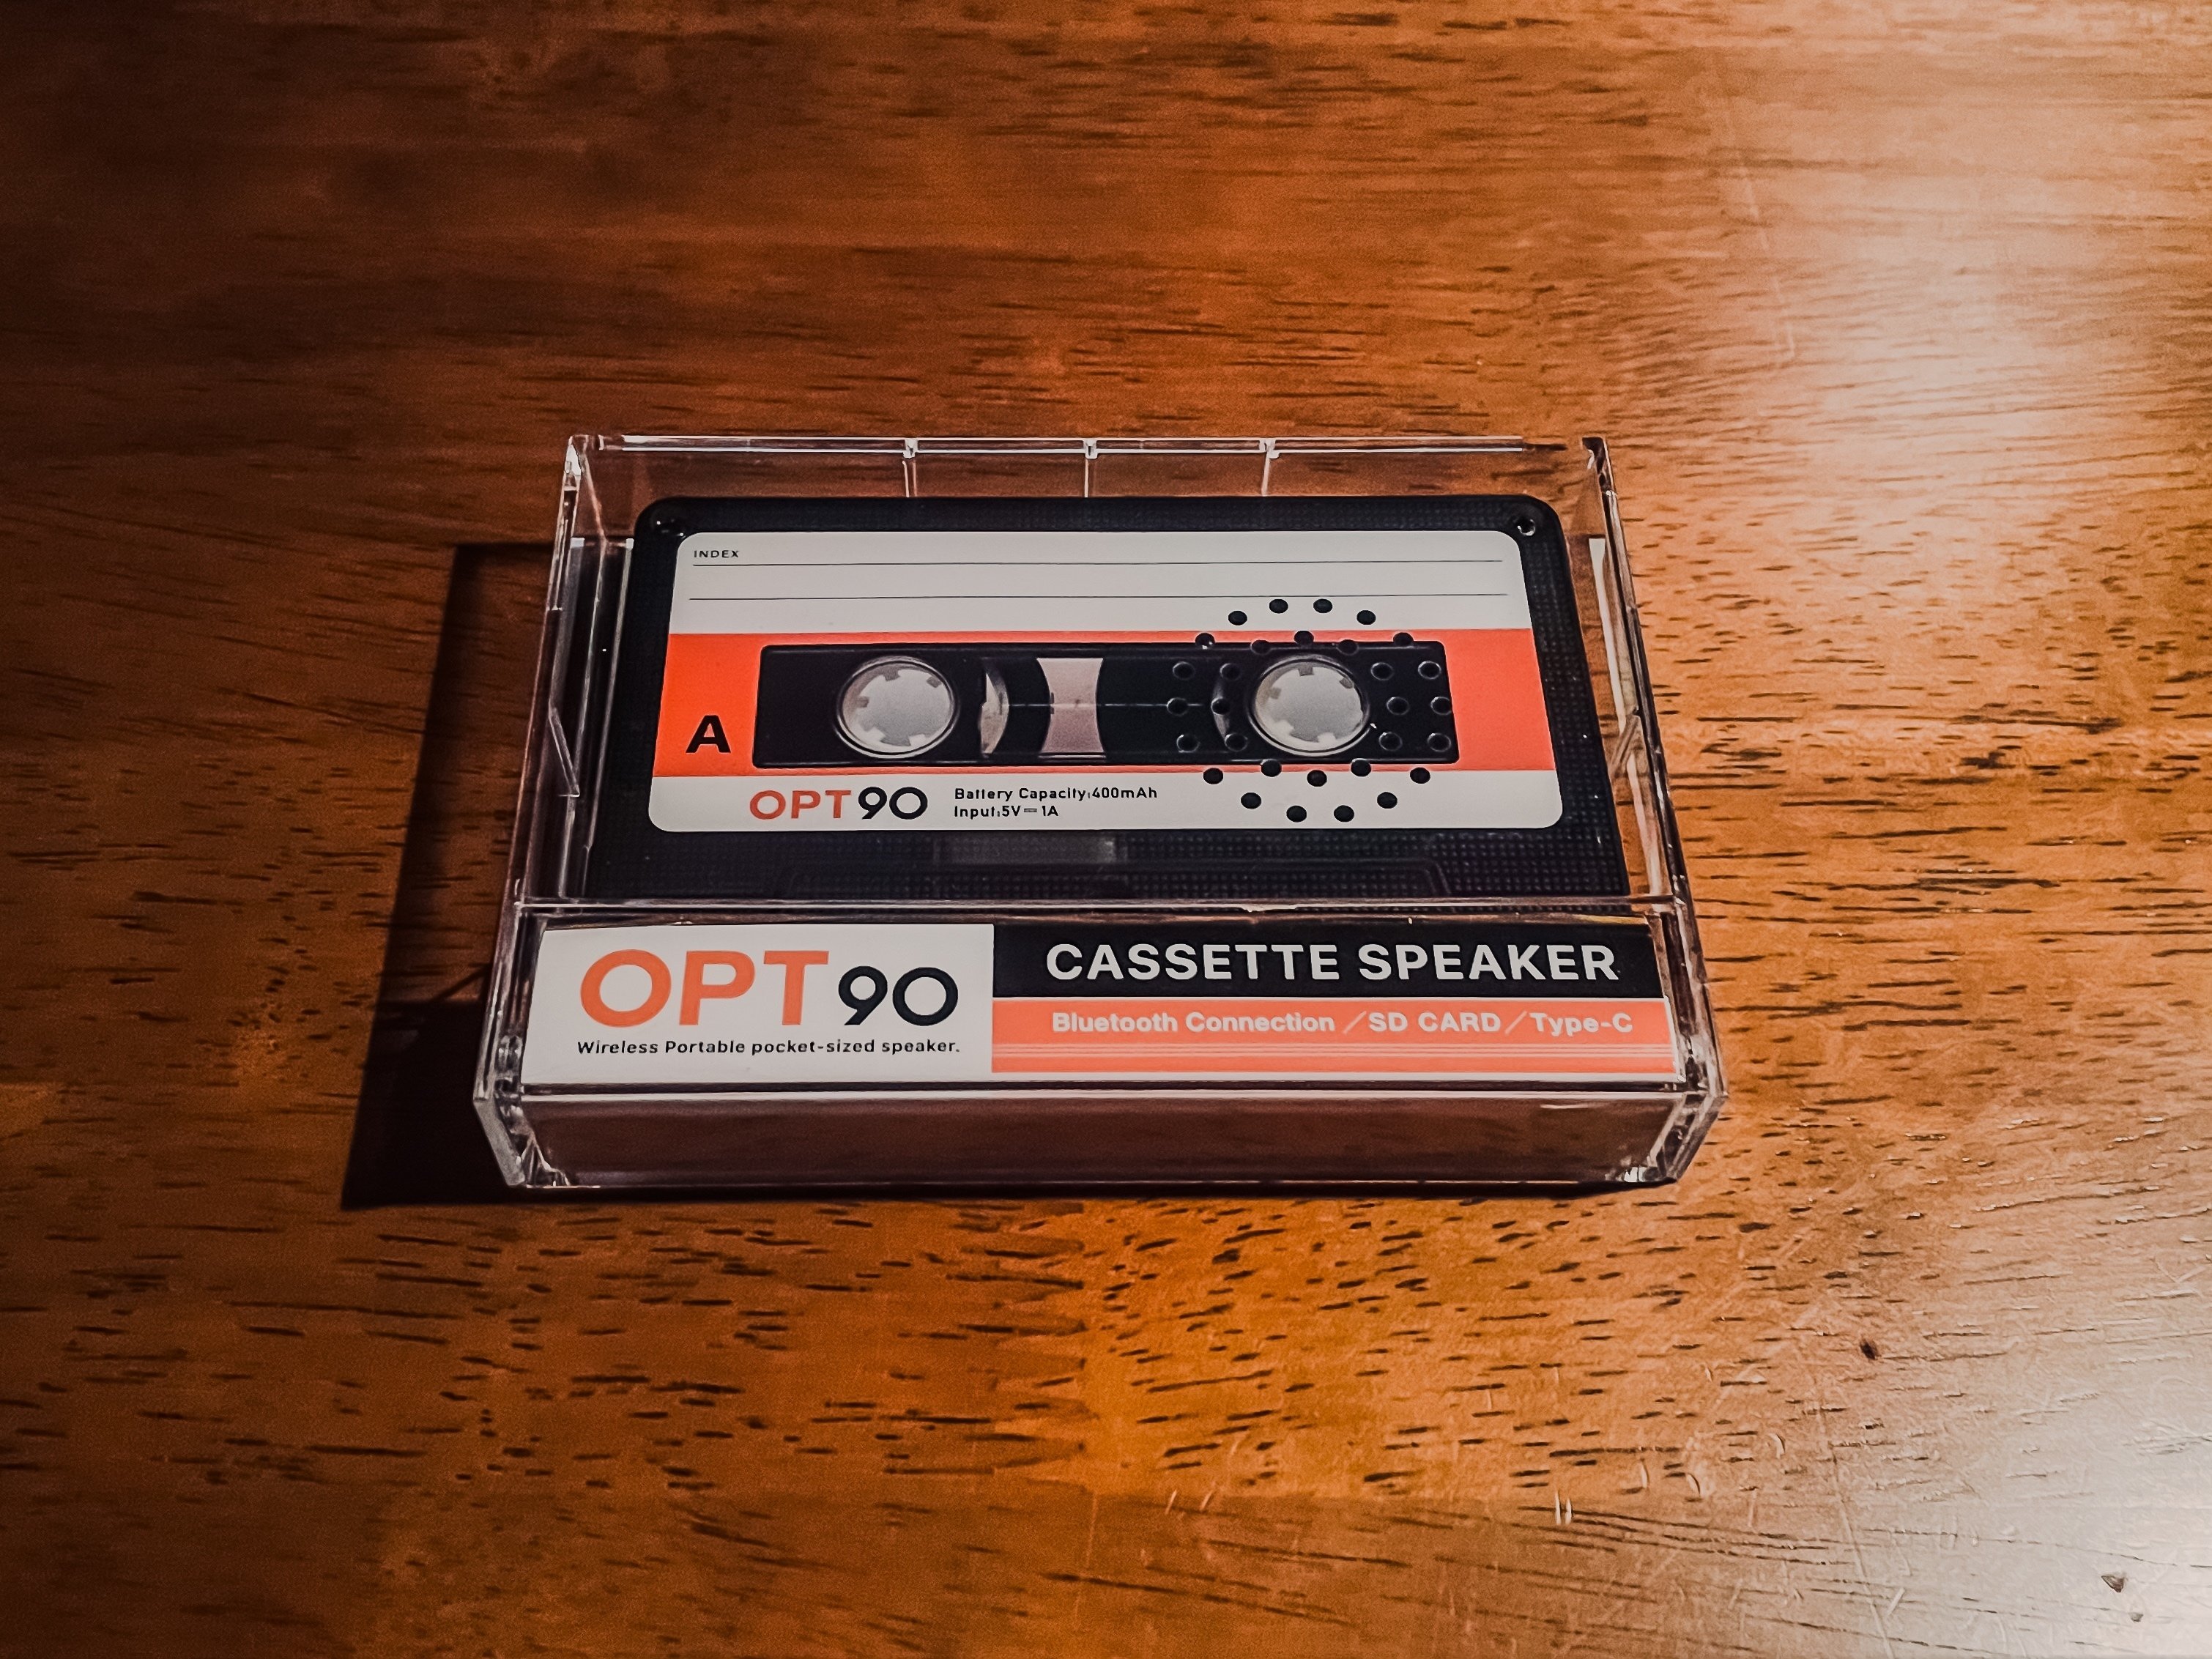 INDEX
A
OPT90
Battery Capacity:400mAh
Input:5V⎓1A
OPT90
Wireless Portable pocket-sized speaker.
CASSETTE SPEAKER
Bluetooth Connection /SD CARD/Type-C